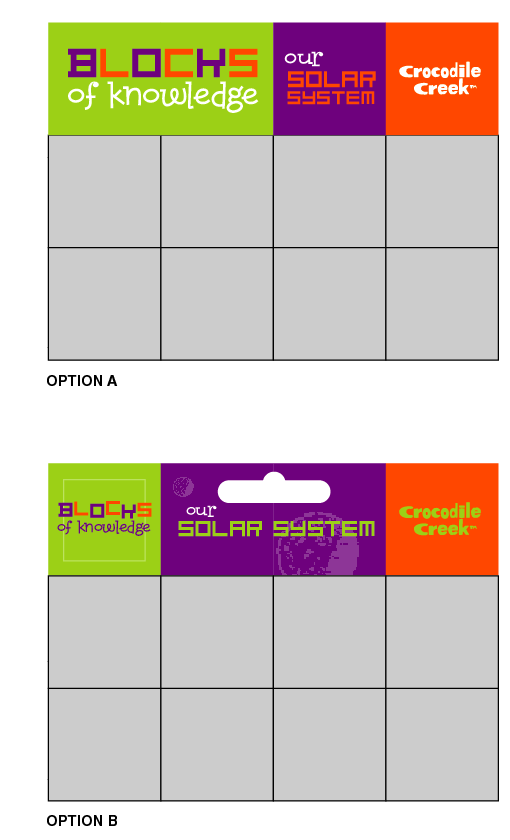 BLOCKS
of knowledge
our
SOLAR
SYSTEM
Crocodile
Creek™
OPTION A
BLOCKS
of knowledge
our
SOLAR SYSTEM
Crocodile
Creek™
OPTION B